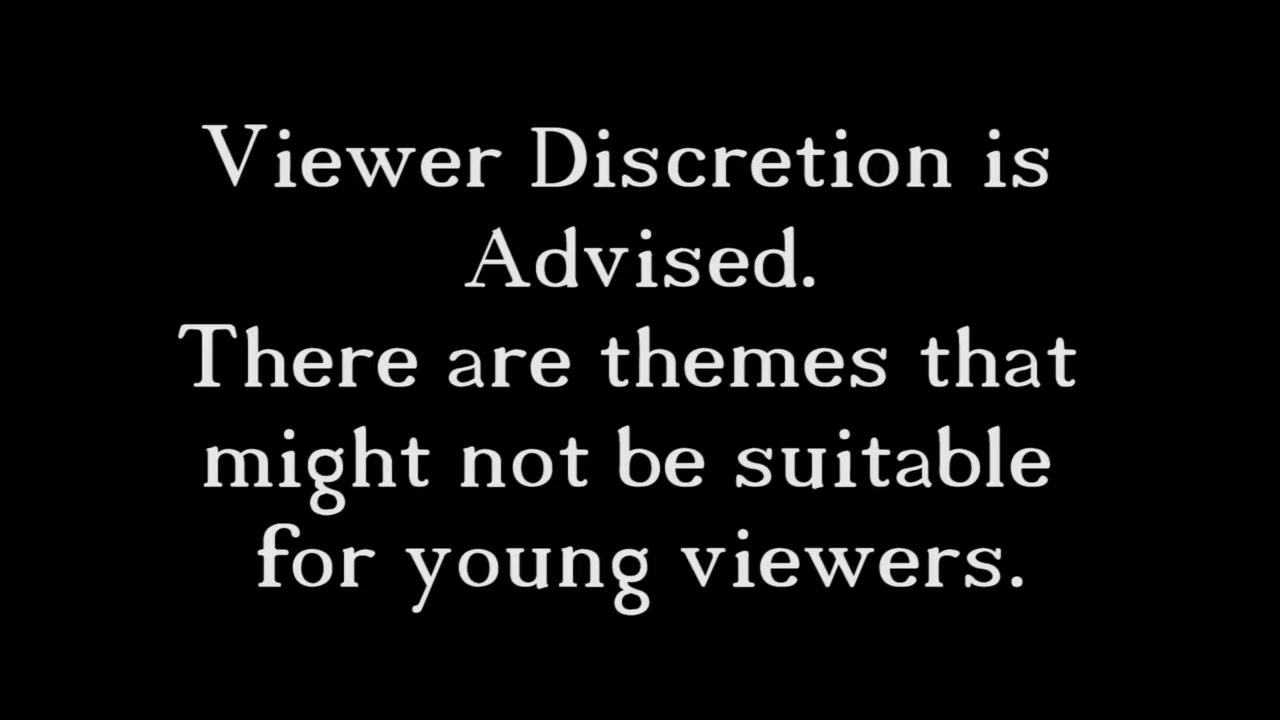 Viewer Discretion is
Advised.
There are themes that
might not be suitable
for young viewers.